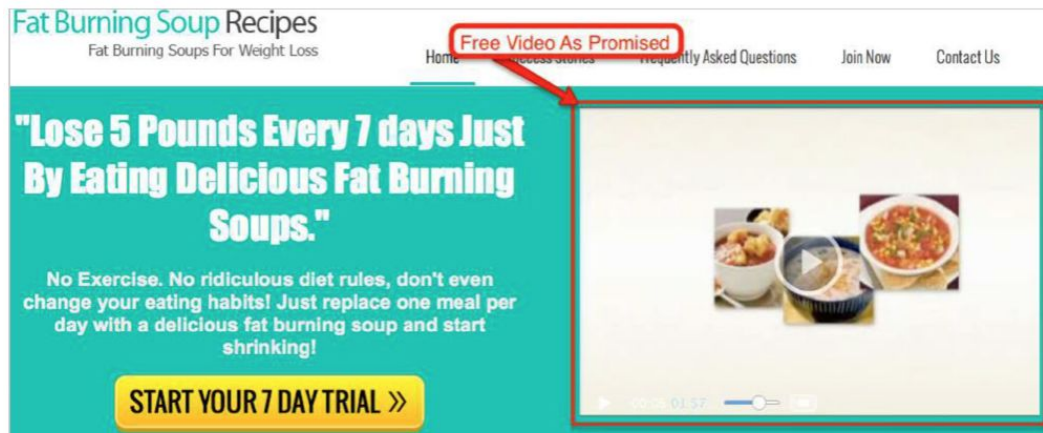 Fat Burning Soup Recipes
Fat Burning Soups For Weight Loss
Free Video As Promised
Home Success Stories Frequently Asked Questions Join Now Contact Us
"Lose 5 Pounds Every 7 days Just
By Eating Delicious Fat Burning
Soups."
No Exercise. No ridiculous diet rules, don't even
change your eating habits! Just replace one meal per
day with a delicious fat burning soup and start
shrinking!
START YOUR 7 DAY TRIAL »
01:57